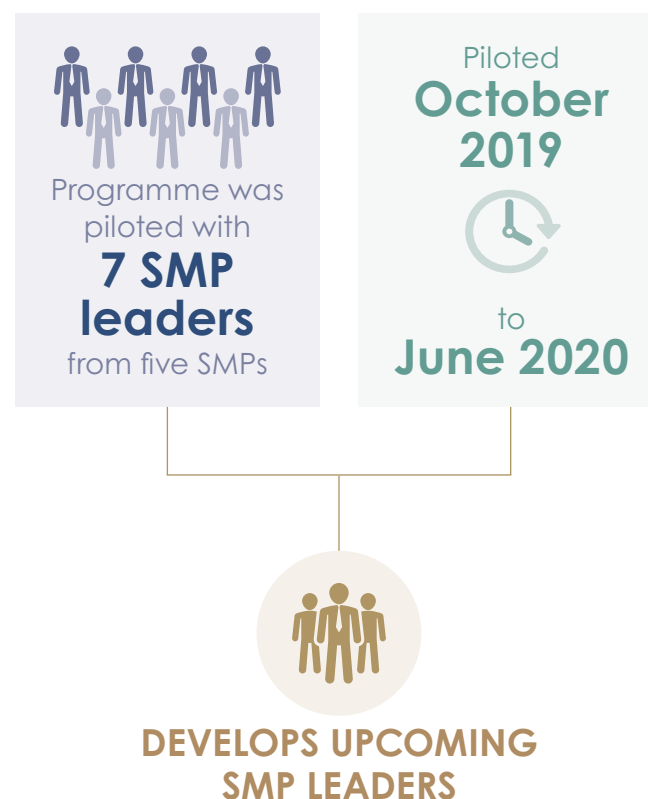 Programme was
piloted with
7 SMP
leaders
from five SMPs
Piloted
October
2019
to
June 2020
DEVELOPS UPCOMING
SMP LEADERS